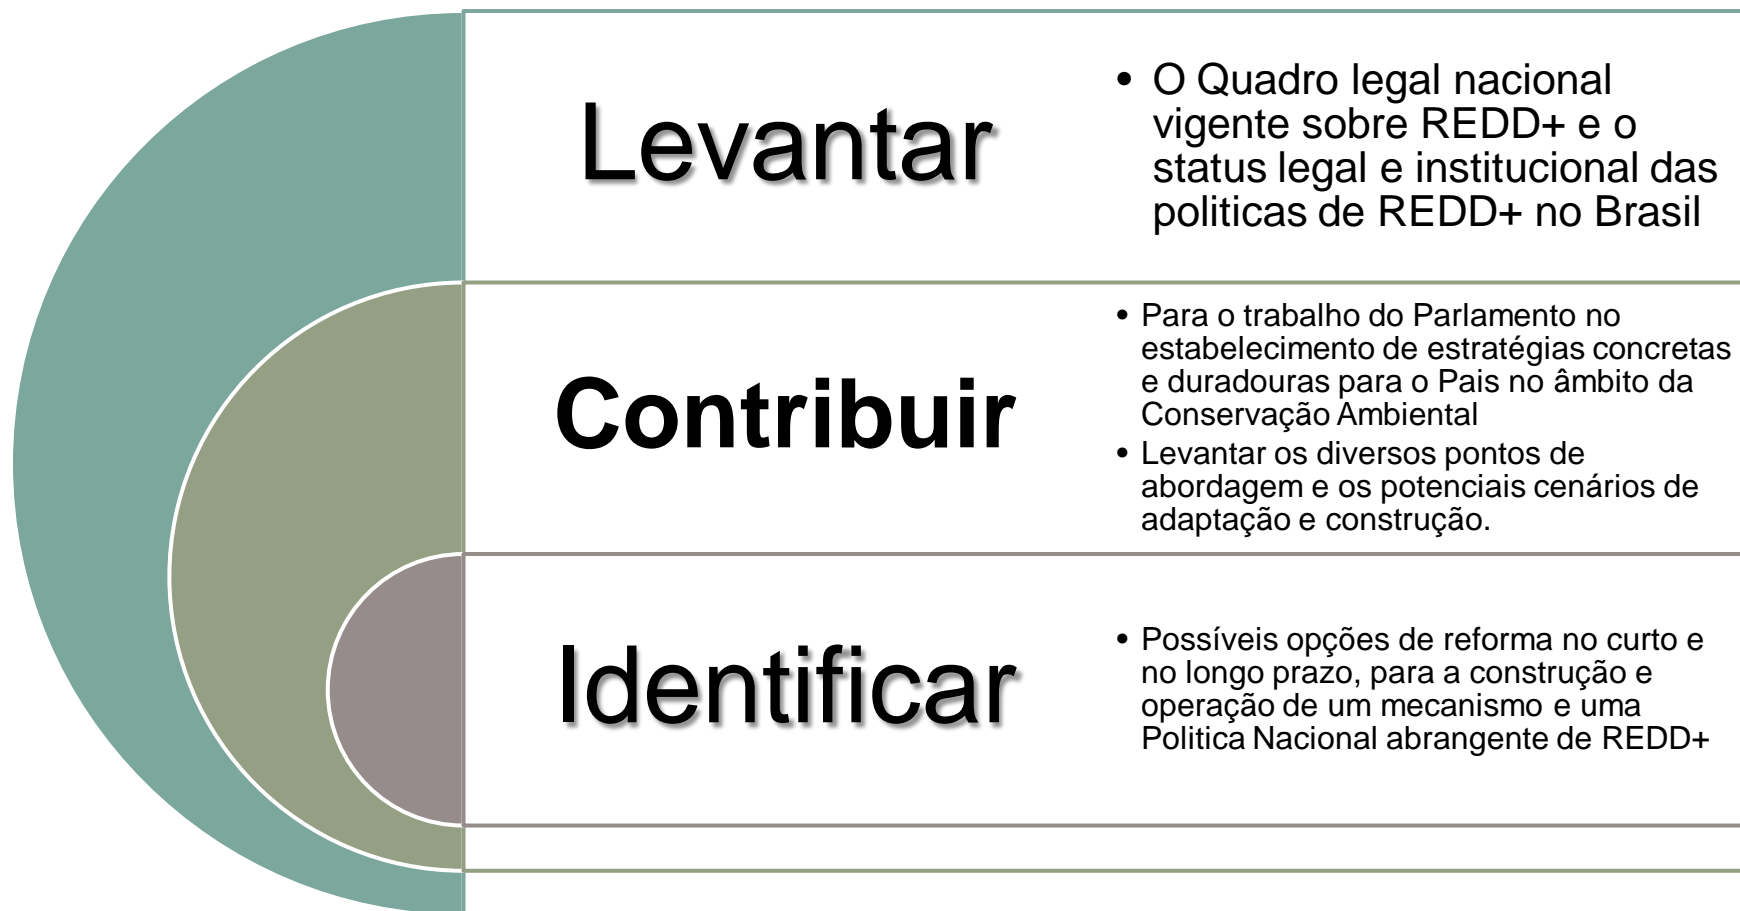 Levantar
• O Quadro legal nacional
vigente sobre REDD+ e o
status legal e institucional das
politicas de REDD+ no Brasil
Contribuir
• Para o trabalho do Parlamento no
estabelecimento de estratégias concretas
e duradouras para o Pais no âmbito da
Conservação Ambiental
• Levantar os diversos pontos de
abordagem e os potenciais cenários de
adaptação e construção.
Identificar
• Possíveis opções de reforma no curto e
no longo prazo, para a construção e
operação de um mecanismo e uma
Politica Nacional abrangente de REDD+